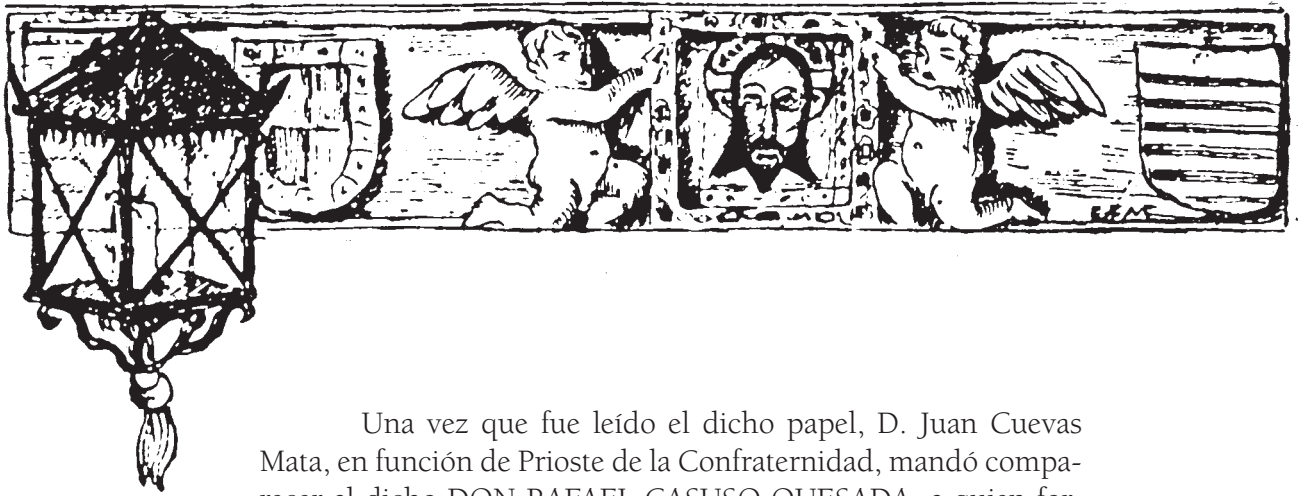 Una vez que fue leído el dicho papel, D. Juan Cuevas
Mata, en función de Prioste de la Confraternidad, mandó compa-
recer al dicho DON RAFAEL CASUSO QUESADA, a quien for-